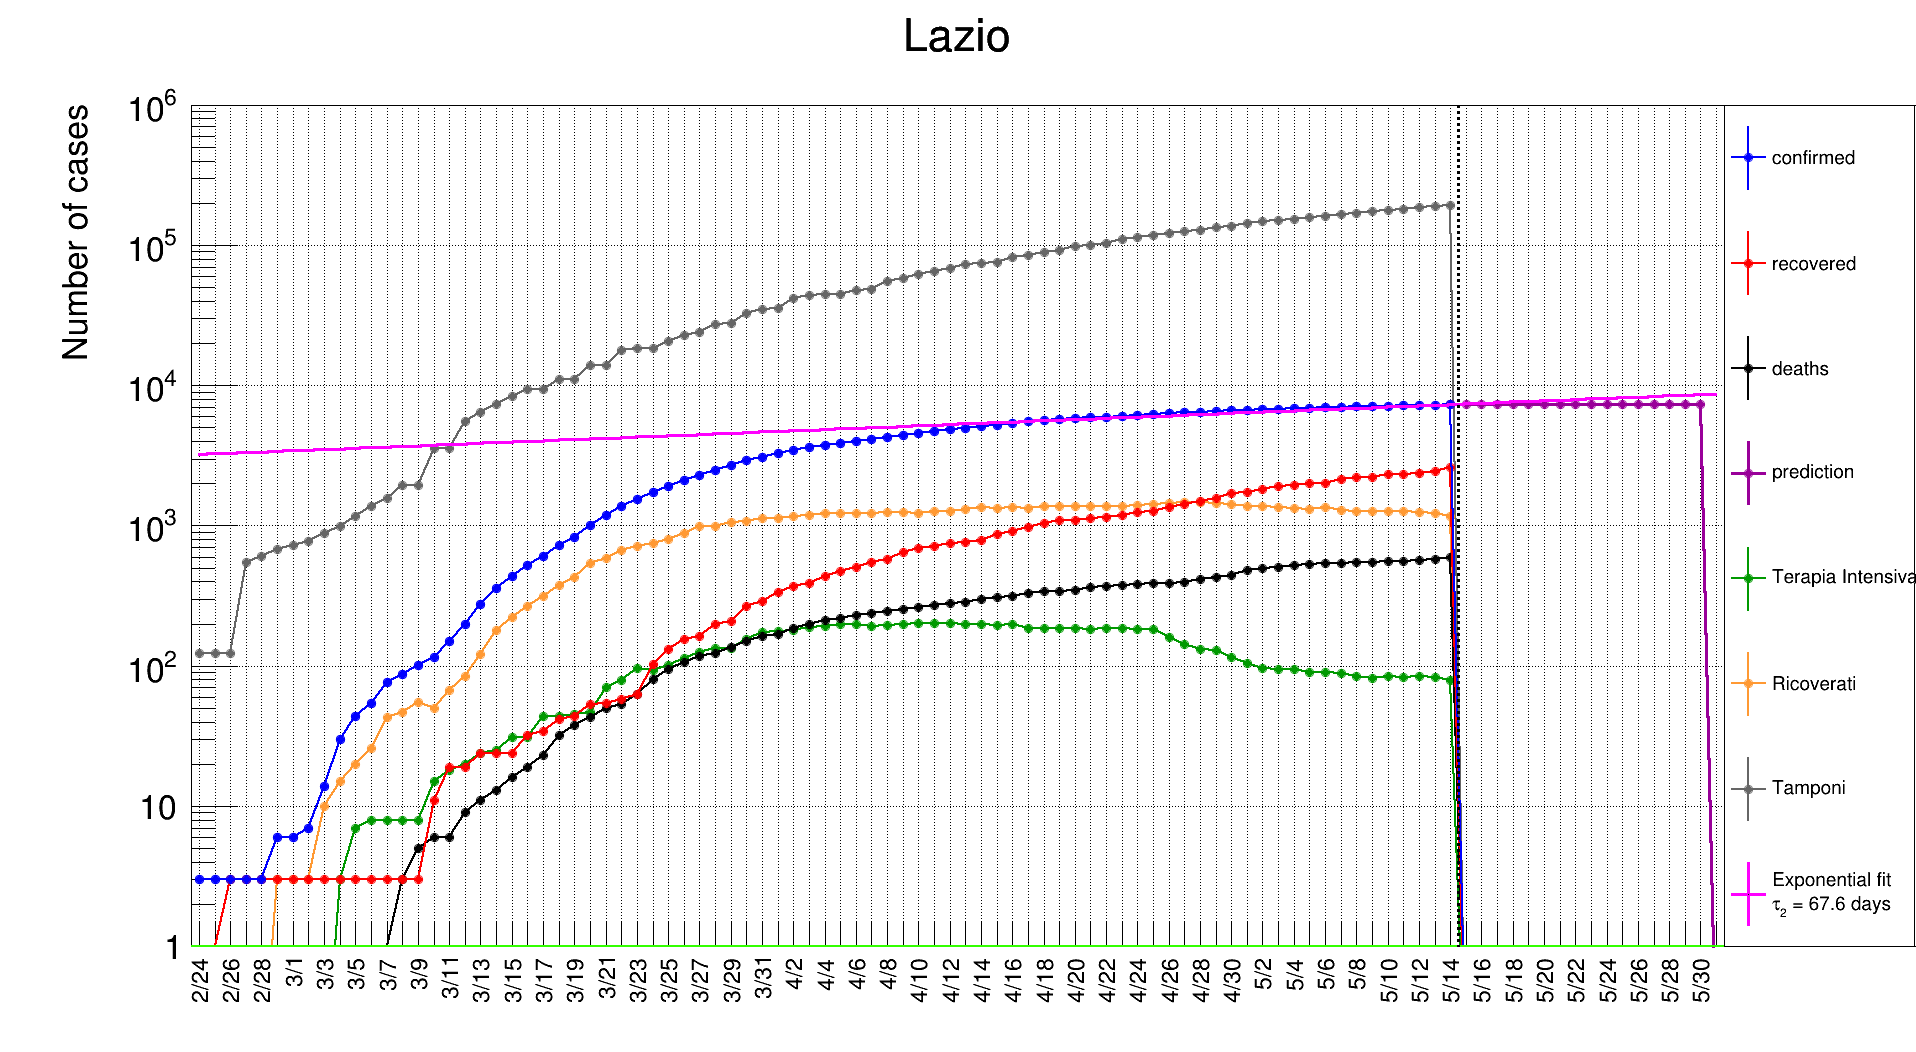 Lazio
Number of cases
10^6
10^5
10^4
10^3
10^2
10
1
2/24 2/26 2/28 3/1 3/3 3/5 3/7 3/9 3/11 3/13 3/15 3/17 3/19 3/21 3/23 3/25 3/27 3/29 3/31 4/2 4/4 4/6 4/8 4/10 4/12 4/14 4/16 4/18 4/20 4/22 4/24 4/26 4/28 4/30 5/2 5/4 5/6 5/8 5/10 5/12 5/14 5/16 5/18 5/20 5/22 5/24 5/26 5/28 5/30
confirmed
recovered
deaths
prediction
Terapia Intensiva
Ricoverati
Tamponi
Exponential fit
τ₂ = 67.6 days